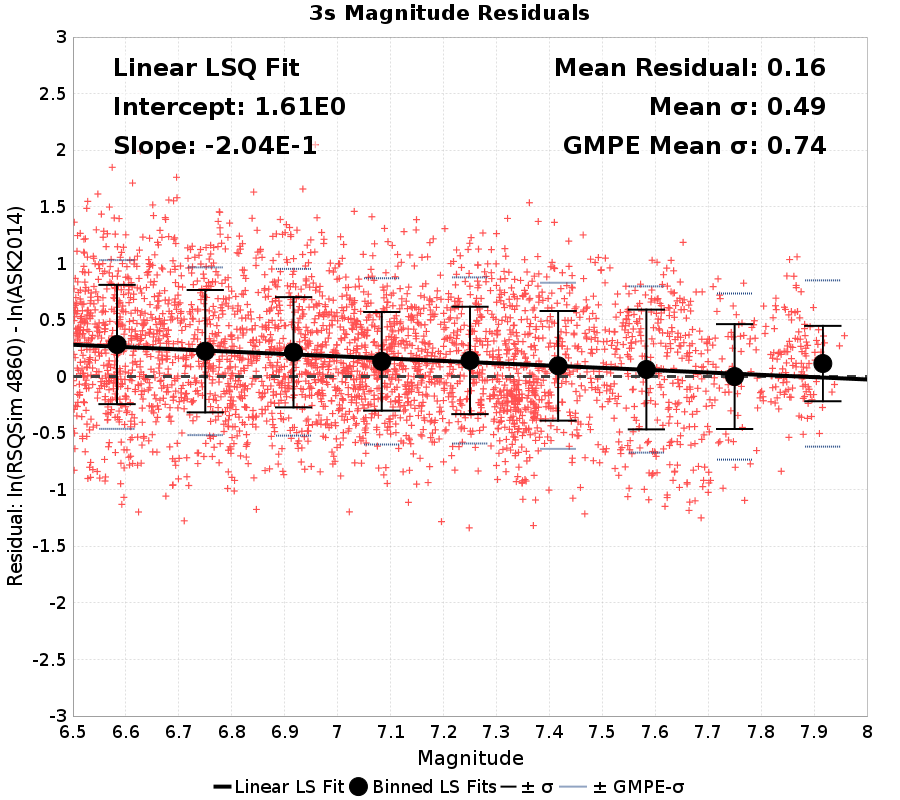 3s Magnitude Residuals
Linear LSQ Fit
Intercept: 1.61E0
Slope: -2.04E-1
Mean Residual: 0.16
Mean σ: 0.49
GMPE Mean σ: 0.74
Residual: ln(RSQSim 4860) - ln(ASK2014)
3
2.5
2
1.5
1
0.5
0
-0.5
-1
-1.5
-2
-2.5
-3
6.5 6.6 6.7 6.8 6.9 7 7.1 7.2 7.3 7.4 7.5 7.6 7.7 7.8 7.9 8
Magnitude
Linear LS Fit Binned LS Fits ± σ ± GMPE-σ